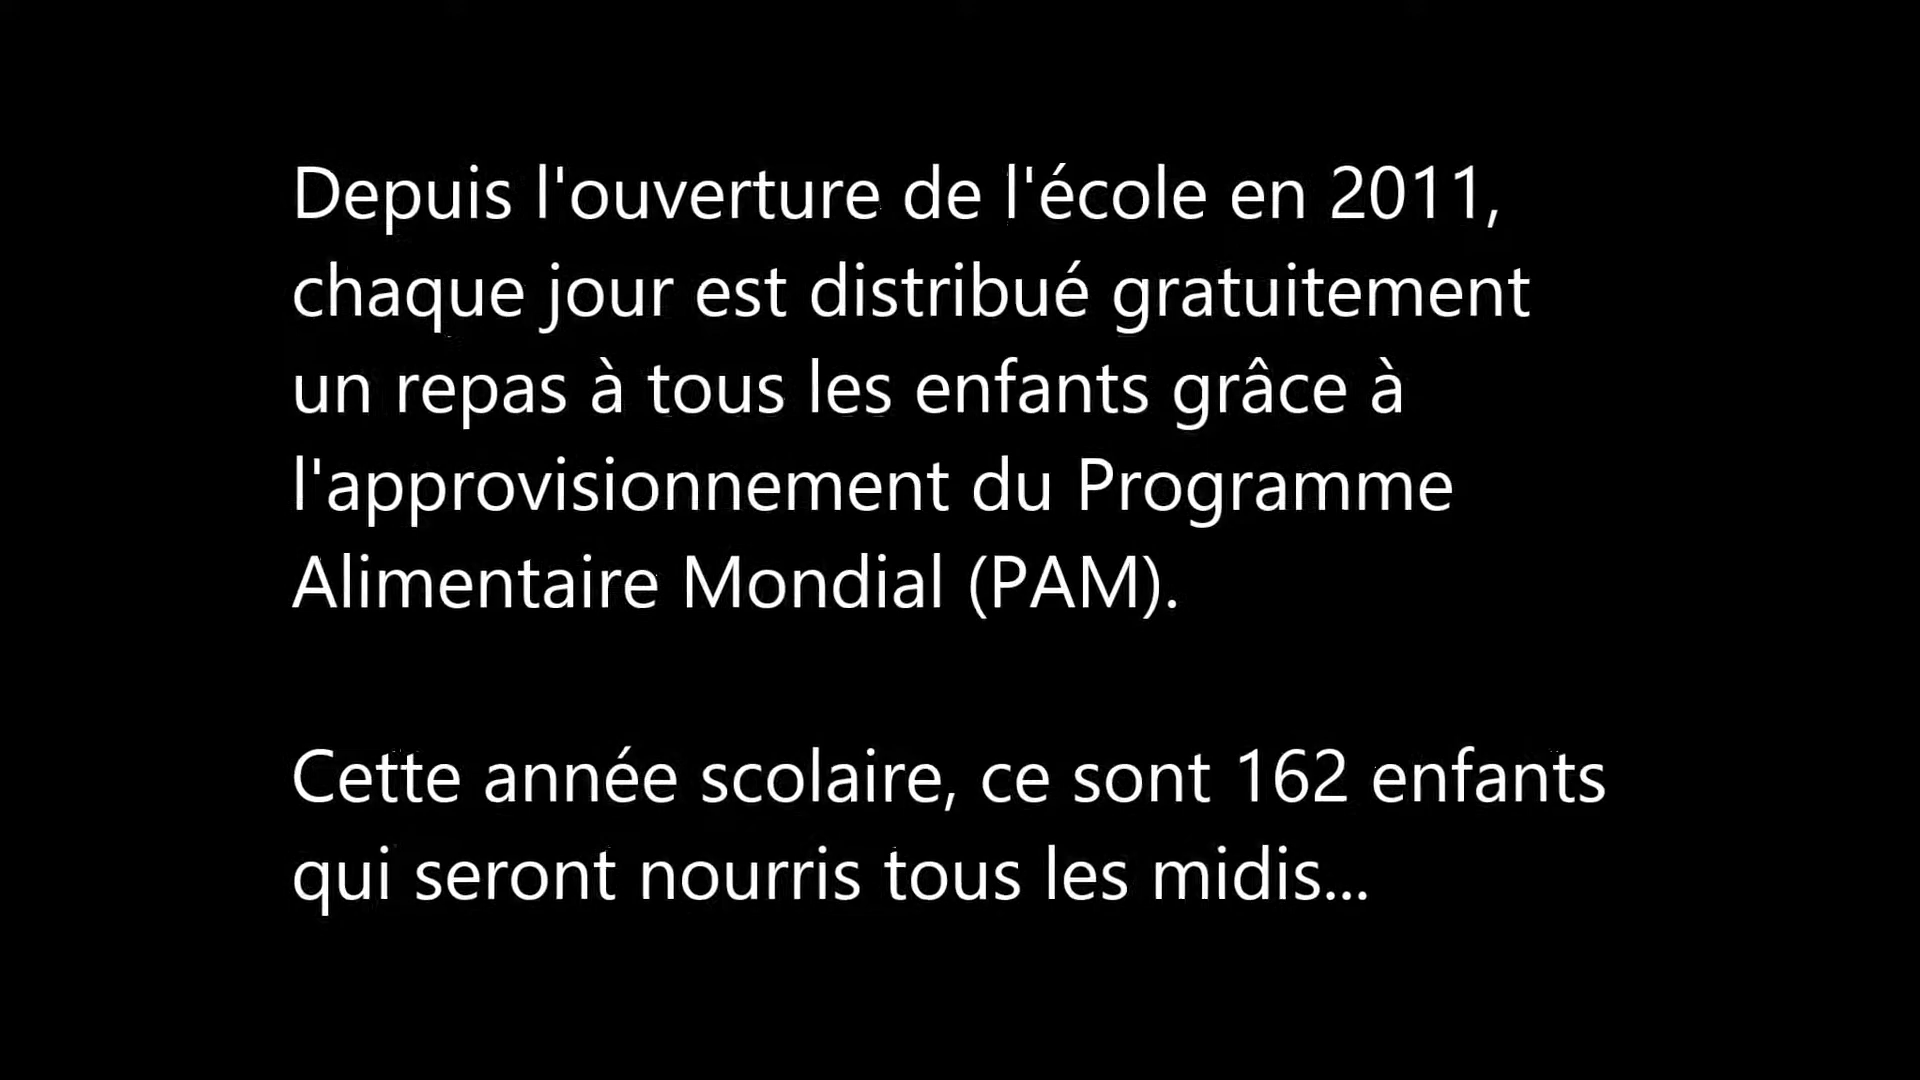 Depuis l'ouverture de l'école en 2011,
chaque jour est distribué gratuitement
un repas à tous les enfants grâce à
l'approvisionnement du Programme
Alimentaire Mondial (PAM).
Cette année scolaire, ce sont 162 enfants
qui seront nourris tous les midis...